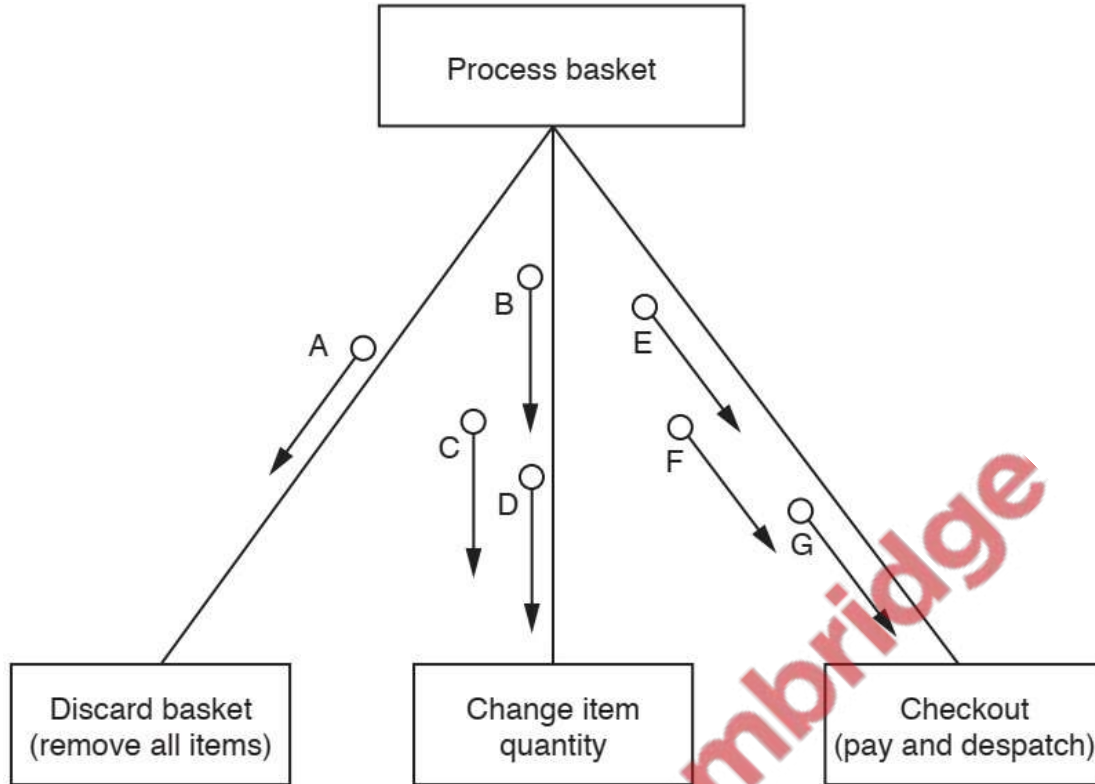 Process basket
A
B
C
D
E
F
G
Discard basket
(remove all items)
Change item
quantity
Checkout
(pay and despatch)
mbridge